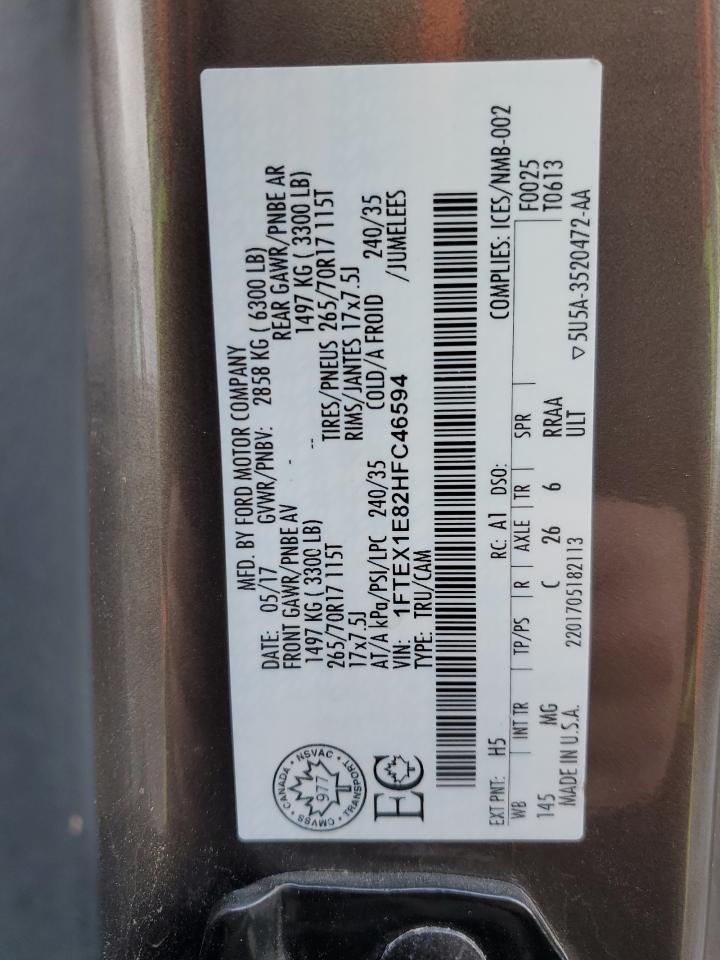 MFD. BY FORD MOTOR COMPANY
DATE: 05/17 GVWR/PNBV: 2858 KG ( 6300 LB)
FRONT GAWR/PNBE AV - REAR GAWR/PNBE AR
1497 KG ( 3300 LB) -- 1497 KG ( 3300 LB)
265/70R17 115T TIRES/PNEUS 265/70R17 115T
17x7.5J RIMS/JANTES 17x7.5J
AT/A kPa/PSI/LPC 240/35 COLD/A FROID 240/35
VIN: 1FTEX1E82HFC46594 /JUMELEES
TYPE: TRU/CAM
CANADA · NSVAC · TRANSPORT · CMVSS ·
977
EC
EXT PNT: H5 RC: A1 DSO: COMPLIES: ICES/NMB-002
WB INT TR TP/PS R AXLE TR SPR F0025
145 MG C 26 6 RRAA T0613
MADE IN U.S.A. 2201705182113 ULT ▽5U5A-3520472-AA